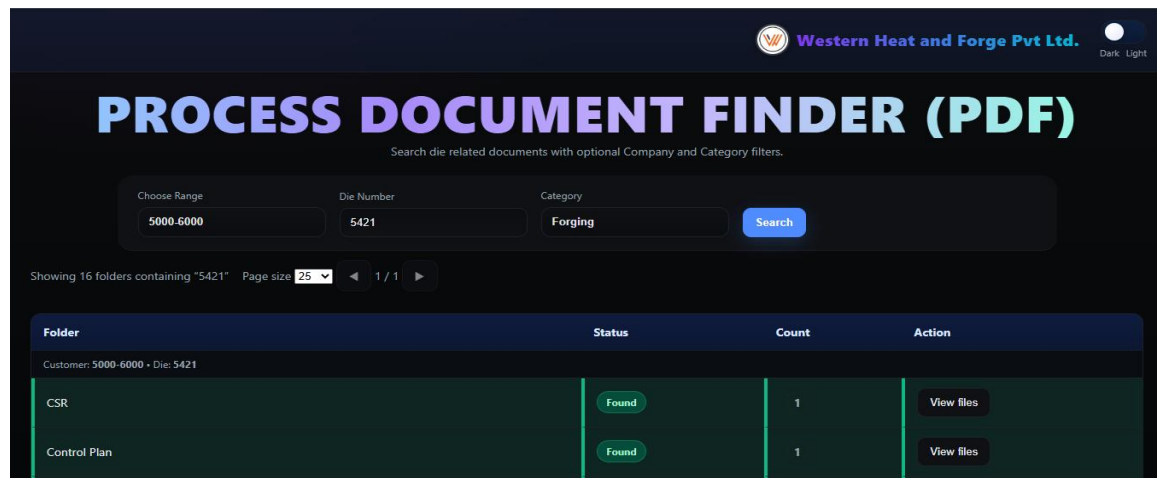 Western Heat and Forge Pvt Ltd.
Dark Light
PROCESS DOCUMENT FINDER (PDF)
Search die related documents with optional Company and Category filters.
Choose Range Die Number Category
5000-6000 5421 Forging Search
Showing 16 folders containing "5421" Page size 25 ◀ 1 / 1 ▶
Folder Status Count Action
Customer: 5000-6000 • Die: 5421
CSR Found 1 View files
Control Plan Found 1 View files